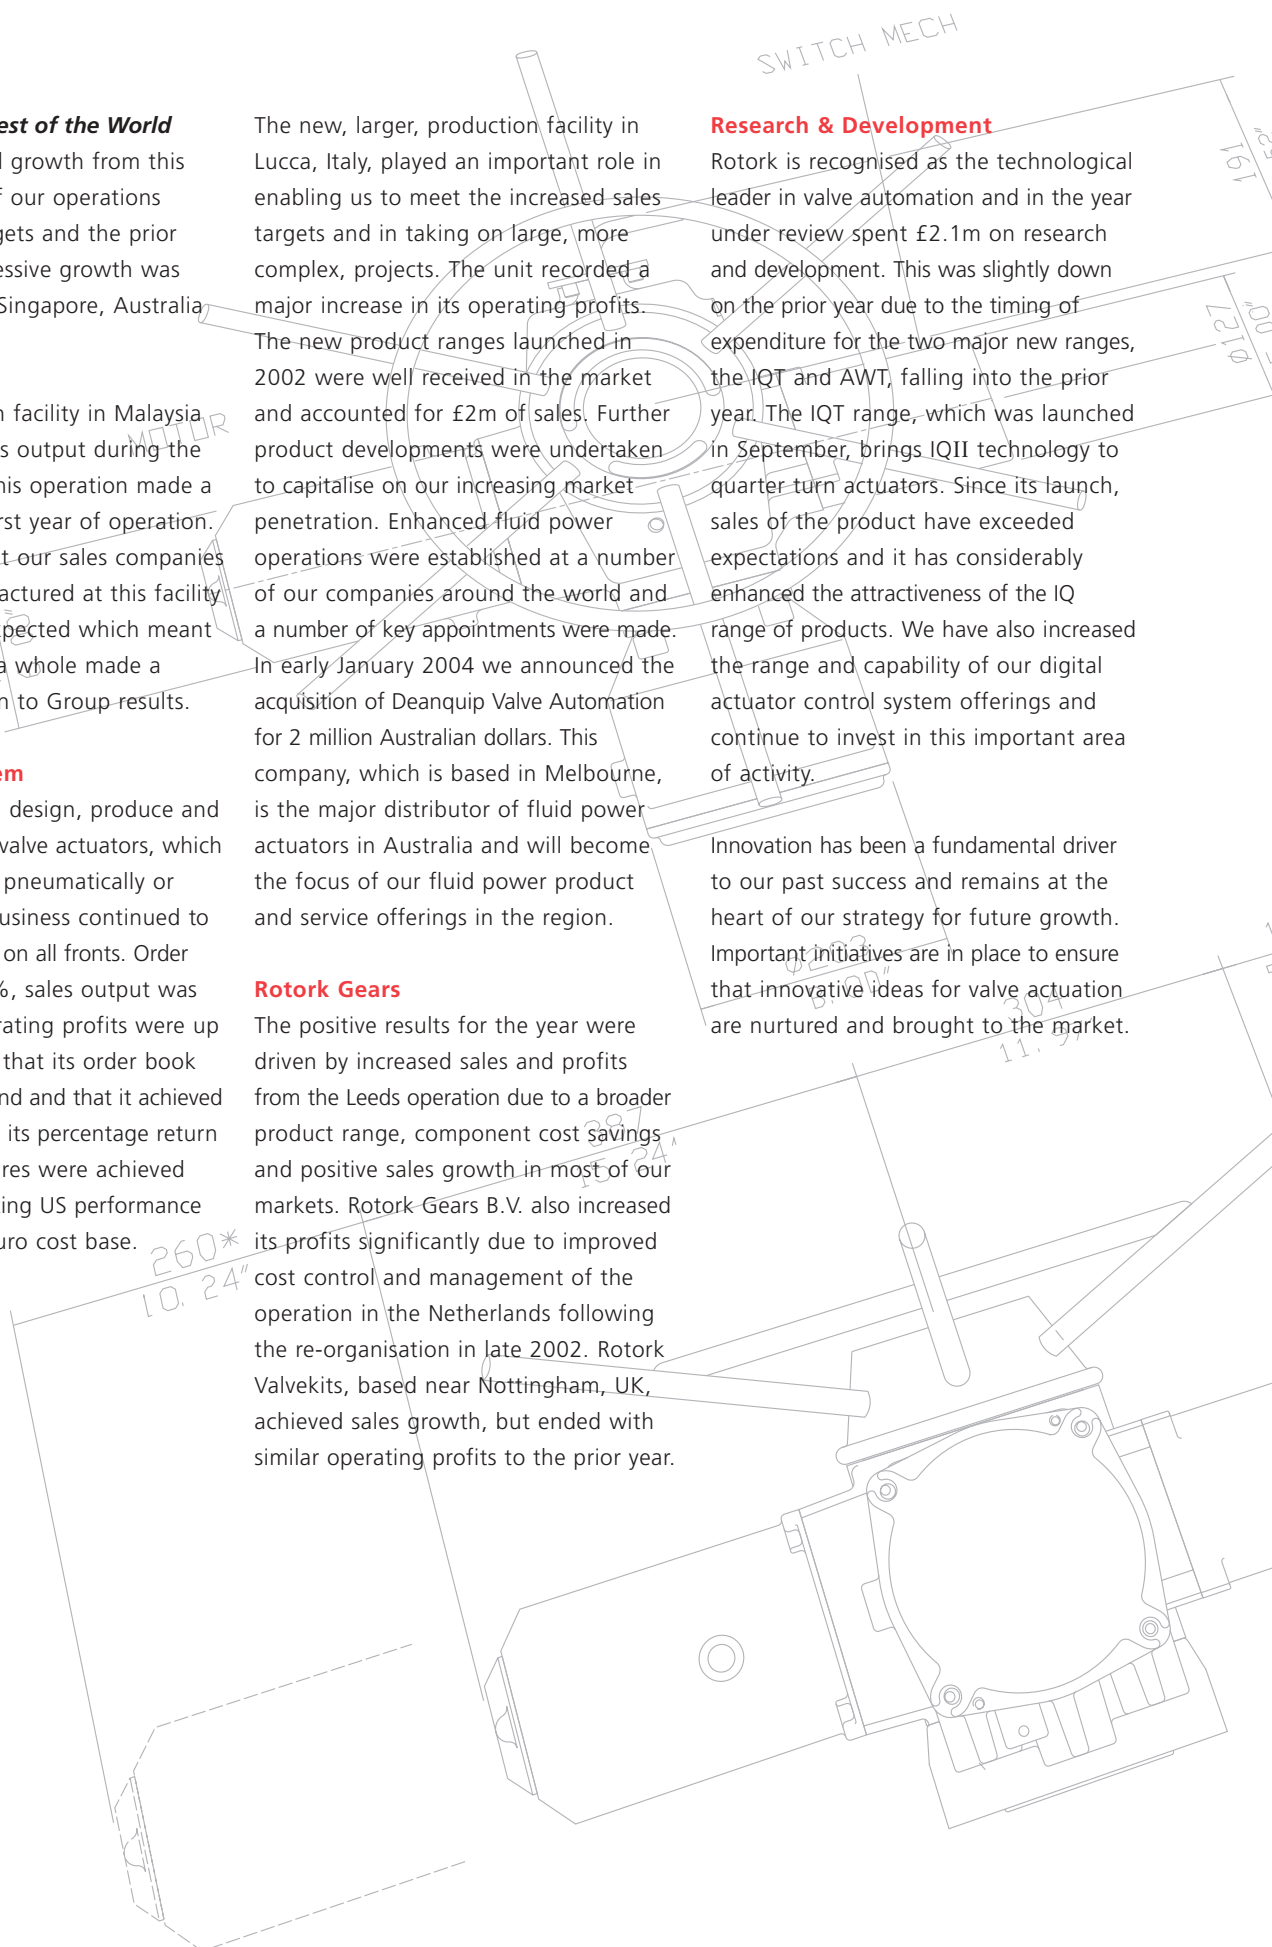 est of the World
growth from this
f our operations
gets and the prior
essive growth was
Singapore, Australia
n facility in Malaysia
s output during the
his operation made a
rst year of operation.
t our sales companies
actured at this facility
xpected which meant
a whole made a
n to Group results.
em
design, produce and
valve actuators, which
pneumatically or
usiness continued to
on all fronts. Order
%, sales output was
rating profits were up
that its order book
nd and that it achieved
its percentage return
res were achieved
ting US performance
uro cost base.
The new, larger, production facility in
Lucca, Italy, played an important role in
enabling us to meet the increased sales
targets and in taking on large, more
complex, projects. The unit recorded a
major increase in its operating profits.
The new product ranges launched in
2002 were well received in the market
and accounted for £2m of sales. Further
product developments were undertaken
to capitalise on our increasing market
penetration. Enhanced fluid power
operations were established at a number
of our companies around the world and
a number of key appointments were made.
In early January 2004 we announced the
acquisition of Deanquip Valve Automation
for 2 million Australian dollars. This
company, which is based in Melbourne,
is the major distributor of fluid power
actuators in Australia and will become
the focus of our fluid power product
and service offerings in the region.
Rotork Gears
The positive results for the year were
driven by increased sales and profits
from the Leeds operation due to a broader
product range, component cost savings
and positive sales growth in most of our
markets. Rotork Gears B.V. also increased
its profits significantly due to improved
cost control and management of the
operation in the Netherlands following
the re-organisation in late 2002. Rotork
Valvekits, based near Nottingham, UK,
achieved sales growth, but ended with
similar operating profits to the prior year.
Research & Development
Rotork is recognised as the technological
leader in valve automation and in the year
under review spent £2.1m on research
and development. This was slightly down
on the prior year due to the timing of
expenditure for the two major new ranges,
the IQT and AWT, falling into the prior
year. The IQT range, which was launched
in September, brings IQII technology to
quarter turn actuators. Since its launch,
sales of the product have exceeded
expectations and it has considerably
enhanced the attractiveness of the IQ
range of products. We have also increased
the range and capability of our digital
actuator control system offerings and
continue to invest in this important area
of activity.
Innovation has been a fundamental driver
to our past success and remains at the
heart of our strategy for future growth.
Important initiatives are in place to ensure
that innovative ideas for valve actuation
are nurtured and brought to the market.
SWITCH MECH
MOTOR
191
Ø127
Ø203
8.00"
304
11.97"
387
15.24"
260*
10.24"